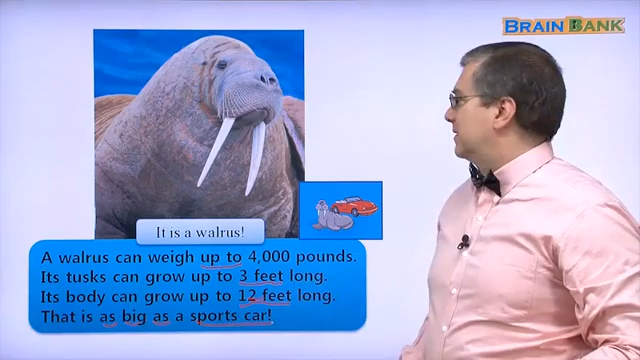 BRAIN BANK
It is a walrus!
A walrus can weigh up to 4,000 pounds.
Its tusks can grow up to 3 feet long.
Its body can grow up to 12 feet long.
That is as big as a sports car!